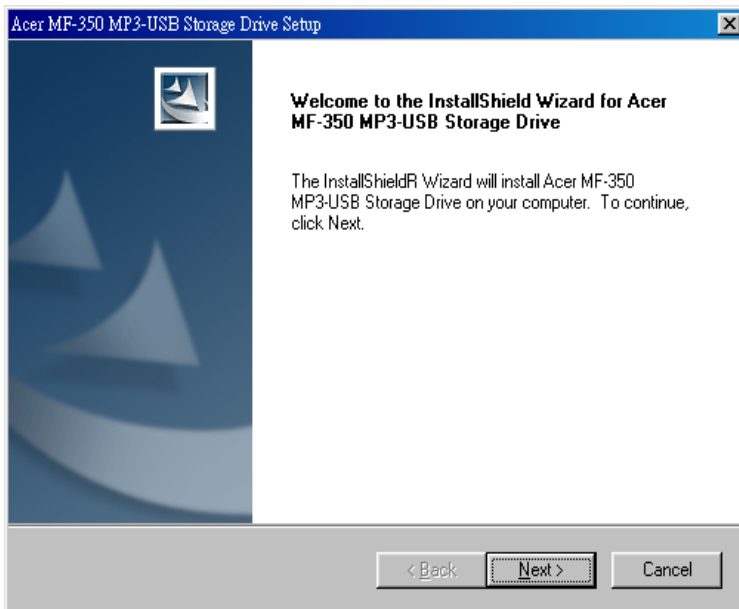 Acer MF-350 MP3-USB Storage Drive Setup
Welcome to the InstallShield Wizard for Acer
MF-350 MP3-USB Storage Drive
The InstallShieldR Wizard will install Acer MF-350
MP3-USB Storage Drive on your computer.  To continue,
click Next.
< Back
Next >
Cancel